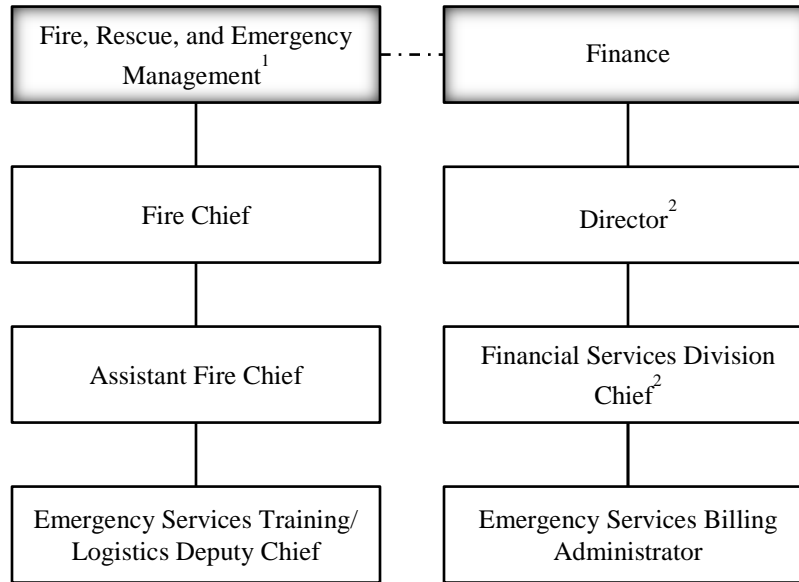 Fire, Rescue, and Emergency
Management1
Finance
Fire Chief
Director2
Assistant Fire Chief
Financial Services Division
Chief2
Emergency Services Training/
Logistics Deputy Chief
Emergency Services Billing
Administrator